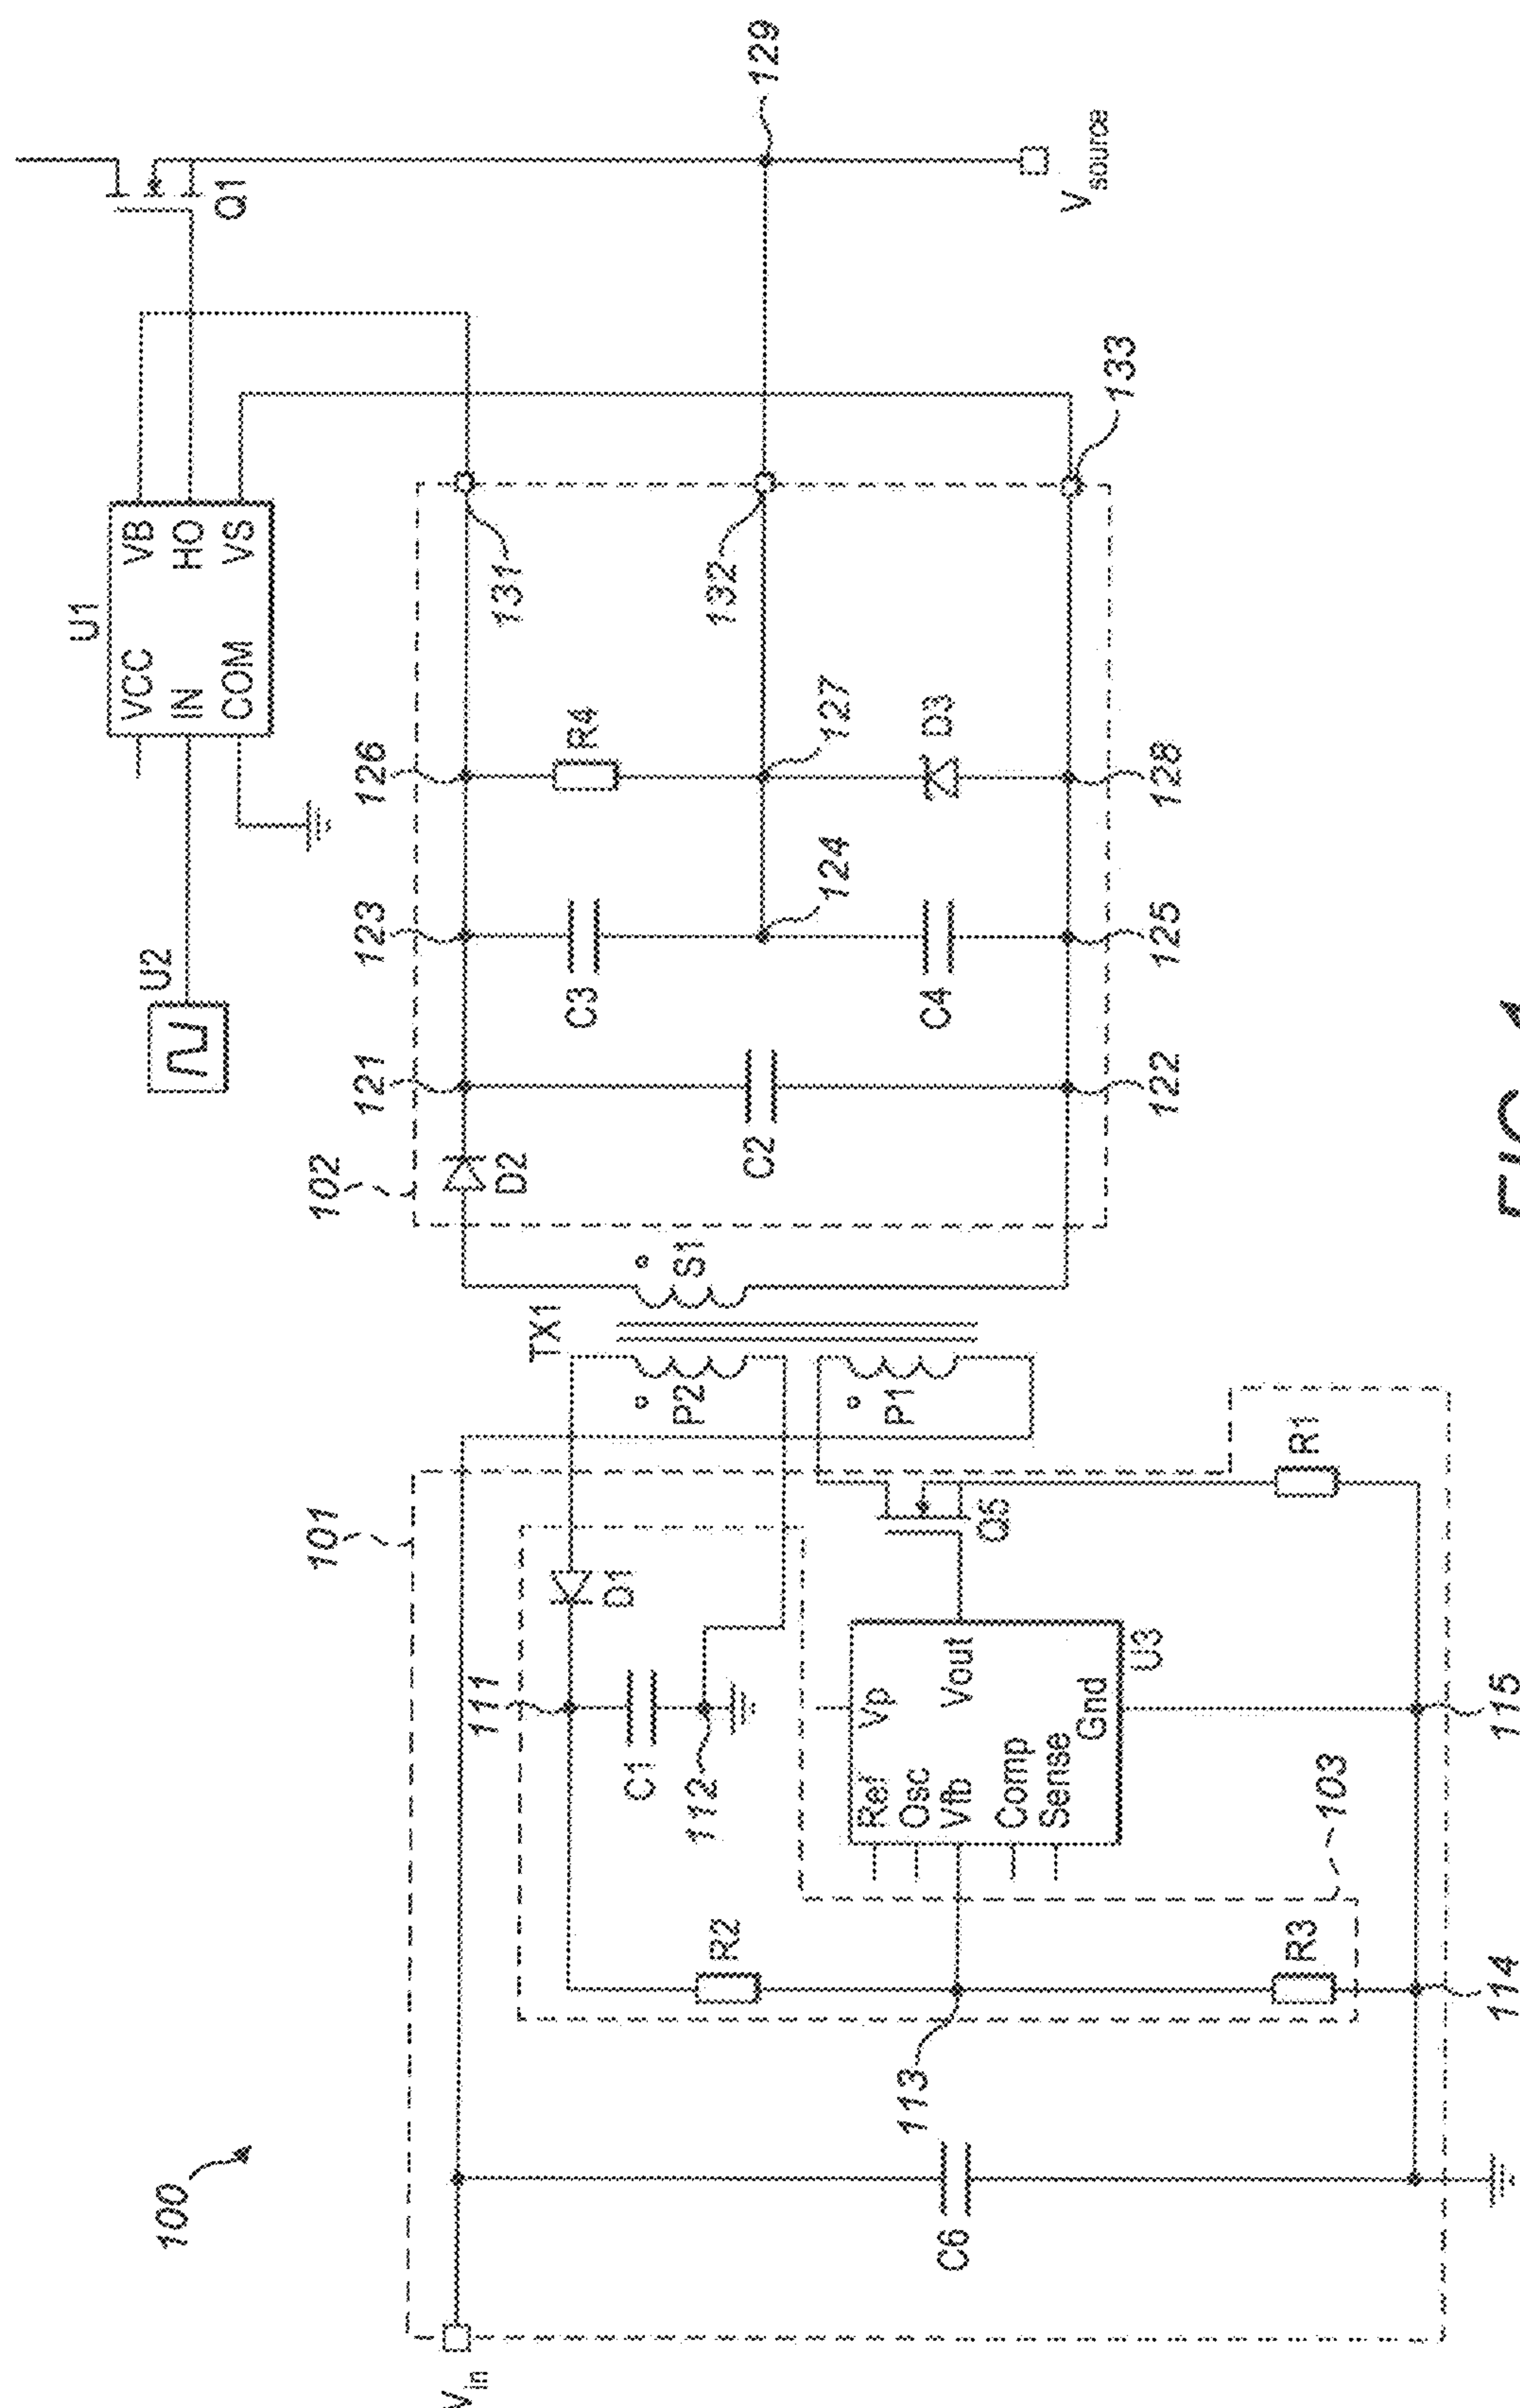 100
V_in
C6
101
113
R2
R3
114
103
111
C1
112
D1
Ref
Osc
Vfb
Comp
Sense
Vp
Vout
Gnd
U3
115
Q5
R1
P2
P1
TX1
S1
102
D2
121
C2
122
123
C3
124
C4
125
126
R4
127
D3
128
131
132
133
U2
U1
VCC
IN
COM
VB
HO
VS
Q1
129
V_source